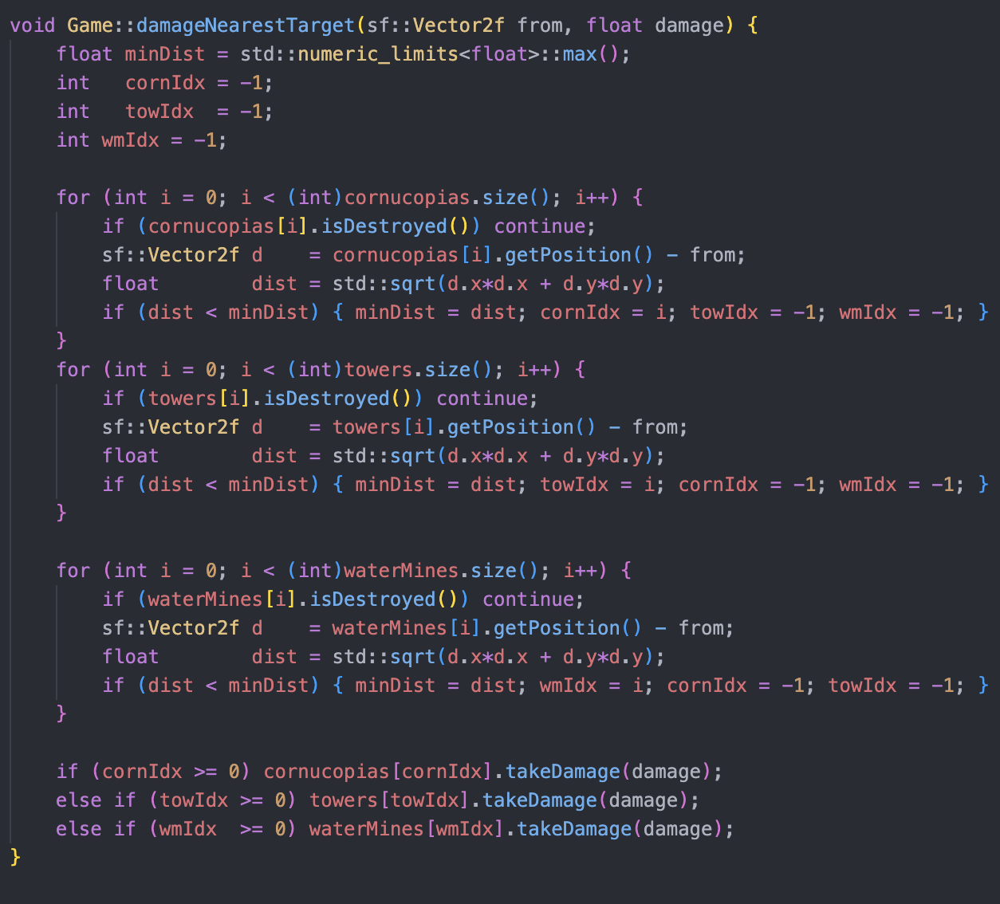 void Game::damageNearestTarget(sf::Vector2f from, float damage) {
    float minDist = std::numeric_limits<float>::max();
    int   cornIdx = -1;
    int   towIdx  = -1;
    int wmIdx = -1;

    for (int i = 0; i < (int)cornucopias.size(); i++) {
        if (cornucopias[i].isDestroyed()) continue;
        sf::Vector2f d    = cornucopias[i].getPosition() - from;
        float        dist = std::sqrt(d.x*d.x + d.y*d.y);
        if (dist < minDist) { minDist = dist; cornIdx = i; towIdx = -1; wmIdx = -1; }
    }
    for (int i = 0; i < (int)towers.size(); i++) {
        if (towers[i].isDestroyed()) continue;
        sf::Vector2f d    = towers[i].getPosition() - from;
        float        dist = std::sqrt(d.x*d.x + d.y*d.y);
        if (dist < minDist) { minDist = dist; towIdx = i; cornIdx = -1; wmIdx = -1; }
    }

    for (int i = 0; i < (int)waterMines.size(); i++) {
        if (waterMines[i].isDestroyed()) continue;
        sf::Vector2f d    = waterMines[i].getPosition() - from;
        float        dist = std::sqrt(d.x*d.x + d.y*d.y);
        if (dist < minDist) { minDist = dist; wmIdx = i; cornIdx = -1; towIdx = -1; }
    }

    if (cornIdx >= 0) cornucopias[cornIdx].takeDamage(damage);
    else if (towIdx >= 0) towers[towIdx].takeDamage(damage);
    else if (wmIdx  >= 0) waterMines[wmIdx].takeDamage(damage);
}